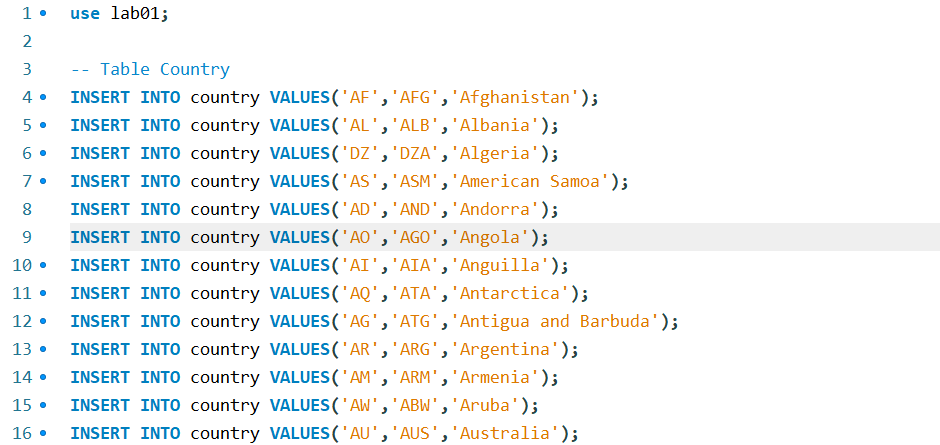 1 use lab01;
2
3 -- Table Country
4 INSERT INTO country VALUES('AF','AFG','Afghanistan');
5 INSERT INTO country VALUES('AL','ALB','Albania');
6 INSERT INTO country VALUES('DZ','DZA','Algeria');
7 INSERT INTO country VALUES('AS','ASM','American Samoa');
8 INSERT INTO country VALUES('AD','AND','Andorra');
9 INSERT INTO country VALUES('AO','AGO','Angola');
10 INSERT INTO country VALUES('AI','AIA','Anguilla');
11 INSERT INTO country VALUES('AQ','ATA','Antarctica');
12 INSERT INTO country VALUES('AG','ATG','Antigua and Barbuda');
13 INSERT INTO country VALUES('AR','ARG','Argentina');
14 INSERT INTO country VALUES('AM','ARM','Armenia');
15 INSERT INTO country VALUES('AW','ABW','Aruba');
16 INSERT INTO country VALUES('AU','AUS','Australia');